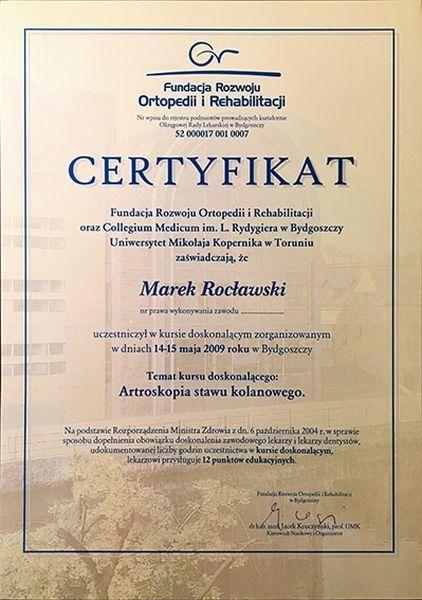 Fundacja Rozwoju
Ortopedii i Rehabilitacji
Nr wpisu do rejestru podmiotów prowadzących kształcenie
Okręgowej Rady Lekarskiej w Bydgoszczy
52 000017 001 0007
CERTYFIKAT
Fundacja Rozwoju Ortopedii i Rehabilitacji
oraz Collegium Medicum im. L. Rydygiera w Bydgoszczy
Uniwersytet Mikołaja Kopernika w Toruniu
zaświadczają, że
Marek Rocławski
nr prawa wykonywania zawodu
uczestniczył w kursie doskonalącym zorganizowanym
w dniach 14-15 maja 2009 roku w Bydgoszczy
Temat kursu doskonalącego:
Artroskopia stawu kolanowego.
Na podstawie Rozporządzenia Ministra Zdrowia z dn. 6 października 2004 r. w sprawie
sposobu dopełnienia obowiązku doskonalenia zawodowego lekarzy i lekarzy dentystów,
udokumentowanej liczby godzin uczestnictwa w kursie doskonalącym,
lekarzowi przysługuje 12 punktów edukacyjnych.
Fundacja Rozwoju Ortopedii i Rehabilitacji
w Bydgoszczy
dr hab. med. Jacek Kruczyński, prof. UMK
Kierownik Naukowy i Organizator